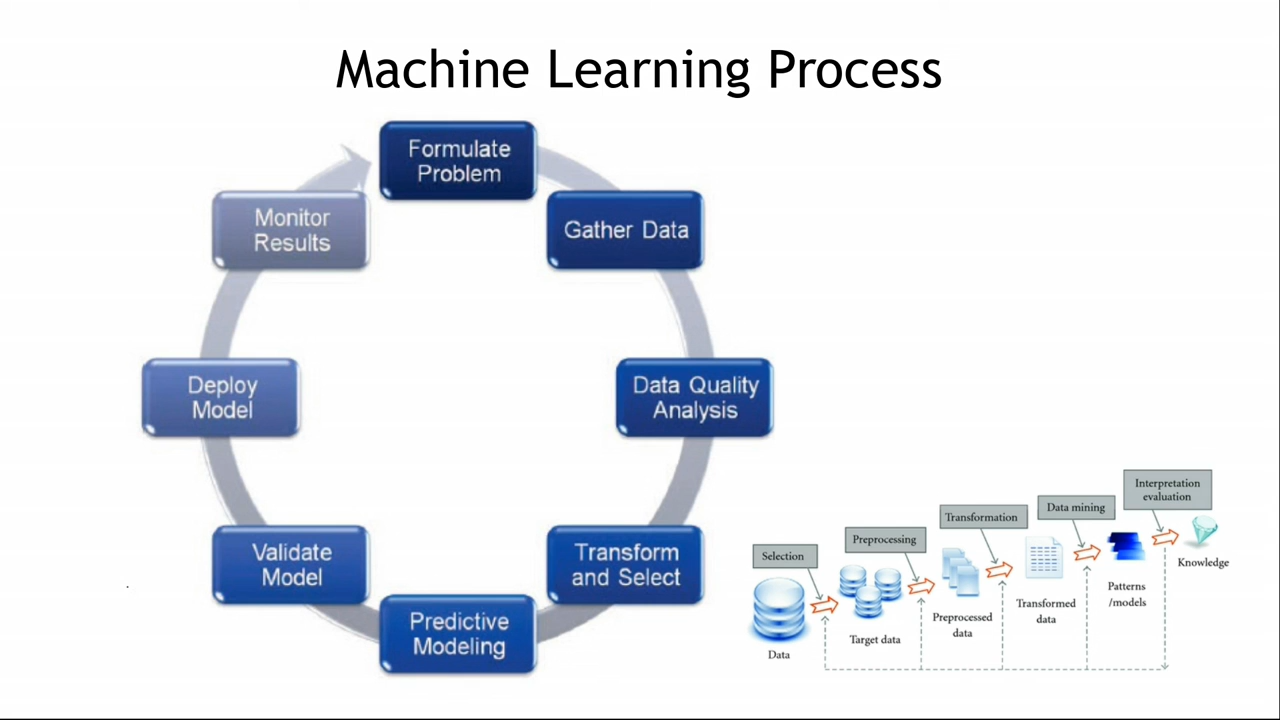 Machine Learning Process
Formulate
Problem
Gather Data
Data Quality
Analysis
Transform
and Select
Predictive
Modeling
Validate
Model
Deploy
Model
Monitor
Results
Selection
Preprocessing
Transformation
Data mining
Interpretation
evaluation
Data
Target data
Preprocessed
data
Transformed
data
Patterns
/models
Knowledge